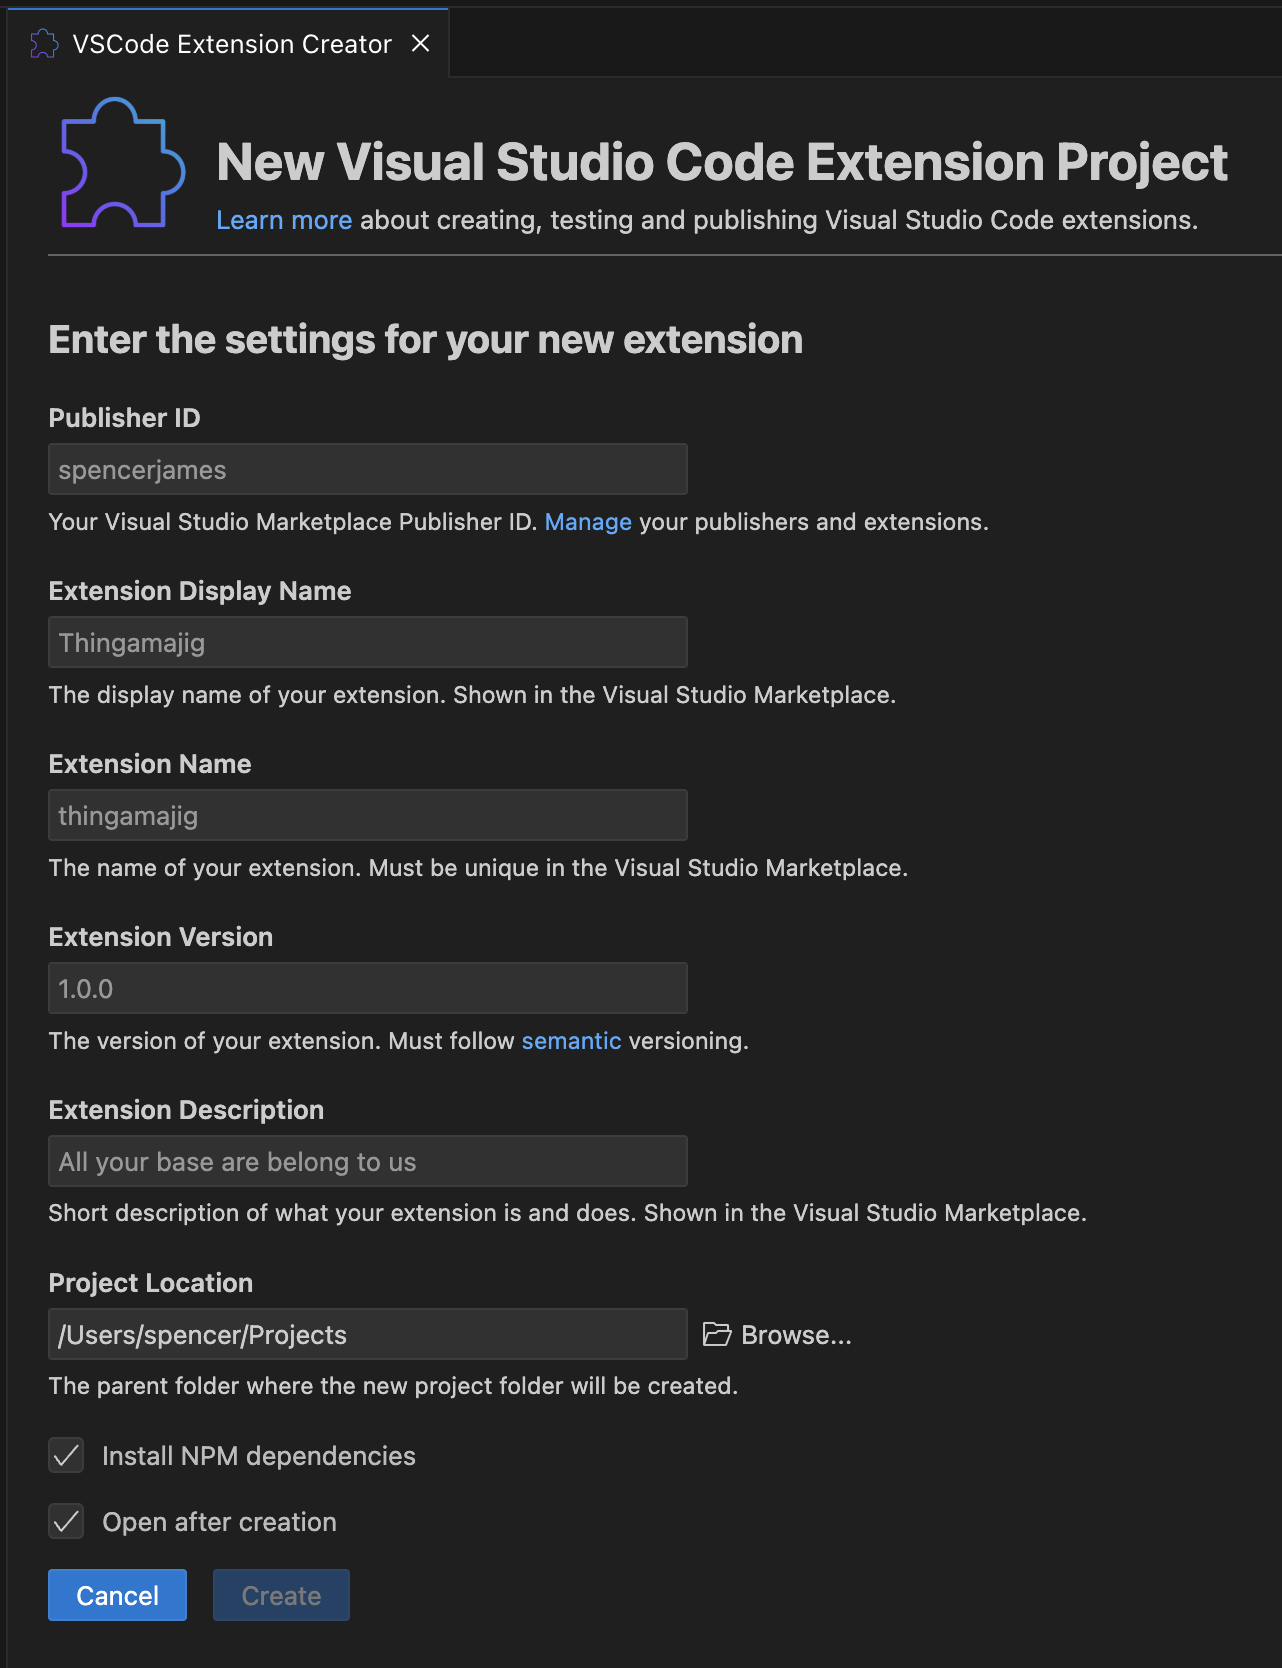 VSCode Extension Creator
New Visual Studio Code Extension Project
Learn more about creating, testing and publishing Visual Studio Code extensions.
Enter the settings for your new extension
Publisher ID
spencerjames
Your Visual Studio Marketplace Publisher ID. Manage your publishers and extensions.
Extension Display Name
Thingamajig
The display name of your extension. Shown in the Visual Studio Marketplace.
Extension Name
thingamajig
The name of your extension. Must be unique in the Visual Studio Marketplace.
Extension Version
1.0.0
The version of your extension. Must follow semantic versioning.
Extension Description
All your base are belong to us
Short description of what your extension is and does. Shown in the Visual Studio Marketplace.
Project Location
/Users/spencer/Projects Browse...
The parent folder where the new project folder will be created.
Install NPM dependencies
Open after creation
Cancel Create